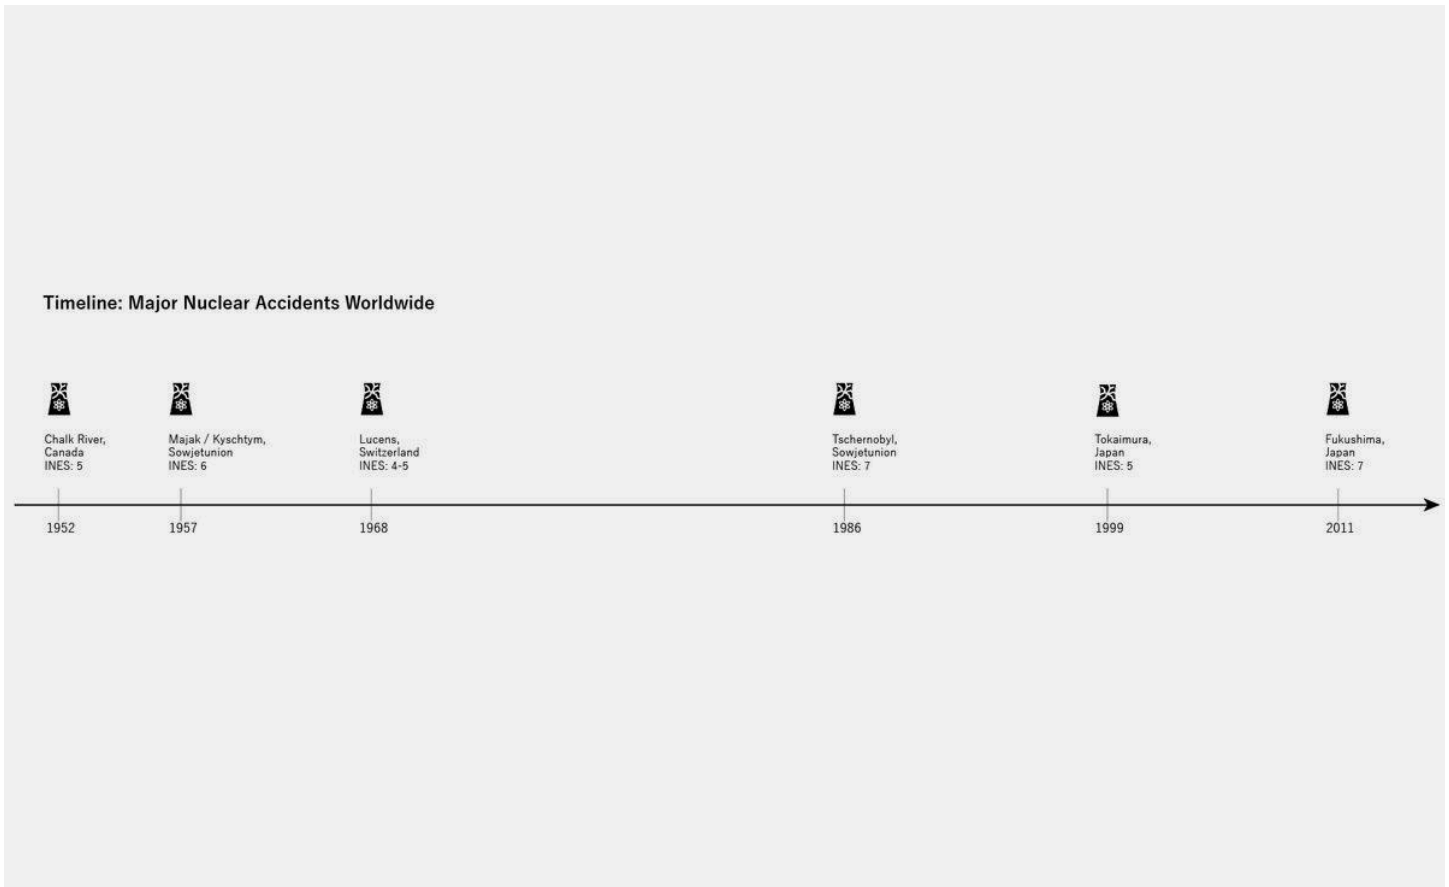 Timeline: Major Nuclear Accidents Worldwide
Chalk River,
Canada
INES: 5
Majak / Kyschtym,
Sowjetunion
INES: 6
Lucens,
Switzerland
INES: 4-5
Tschernobyl,
Sowjetunion
INES: 7
Tokaimura,
Japan
INES: 5
Fukushima,
Japan
INES: 7
1952
1957
1968
1986
1999
2011